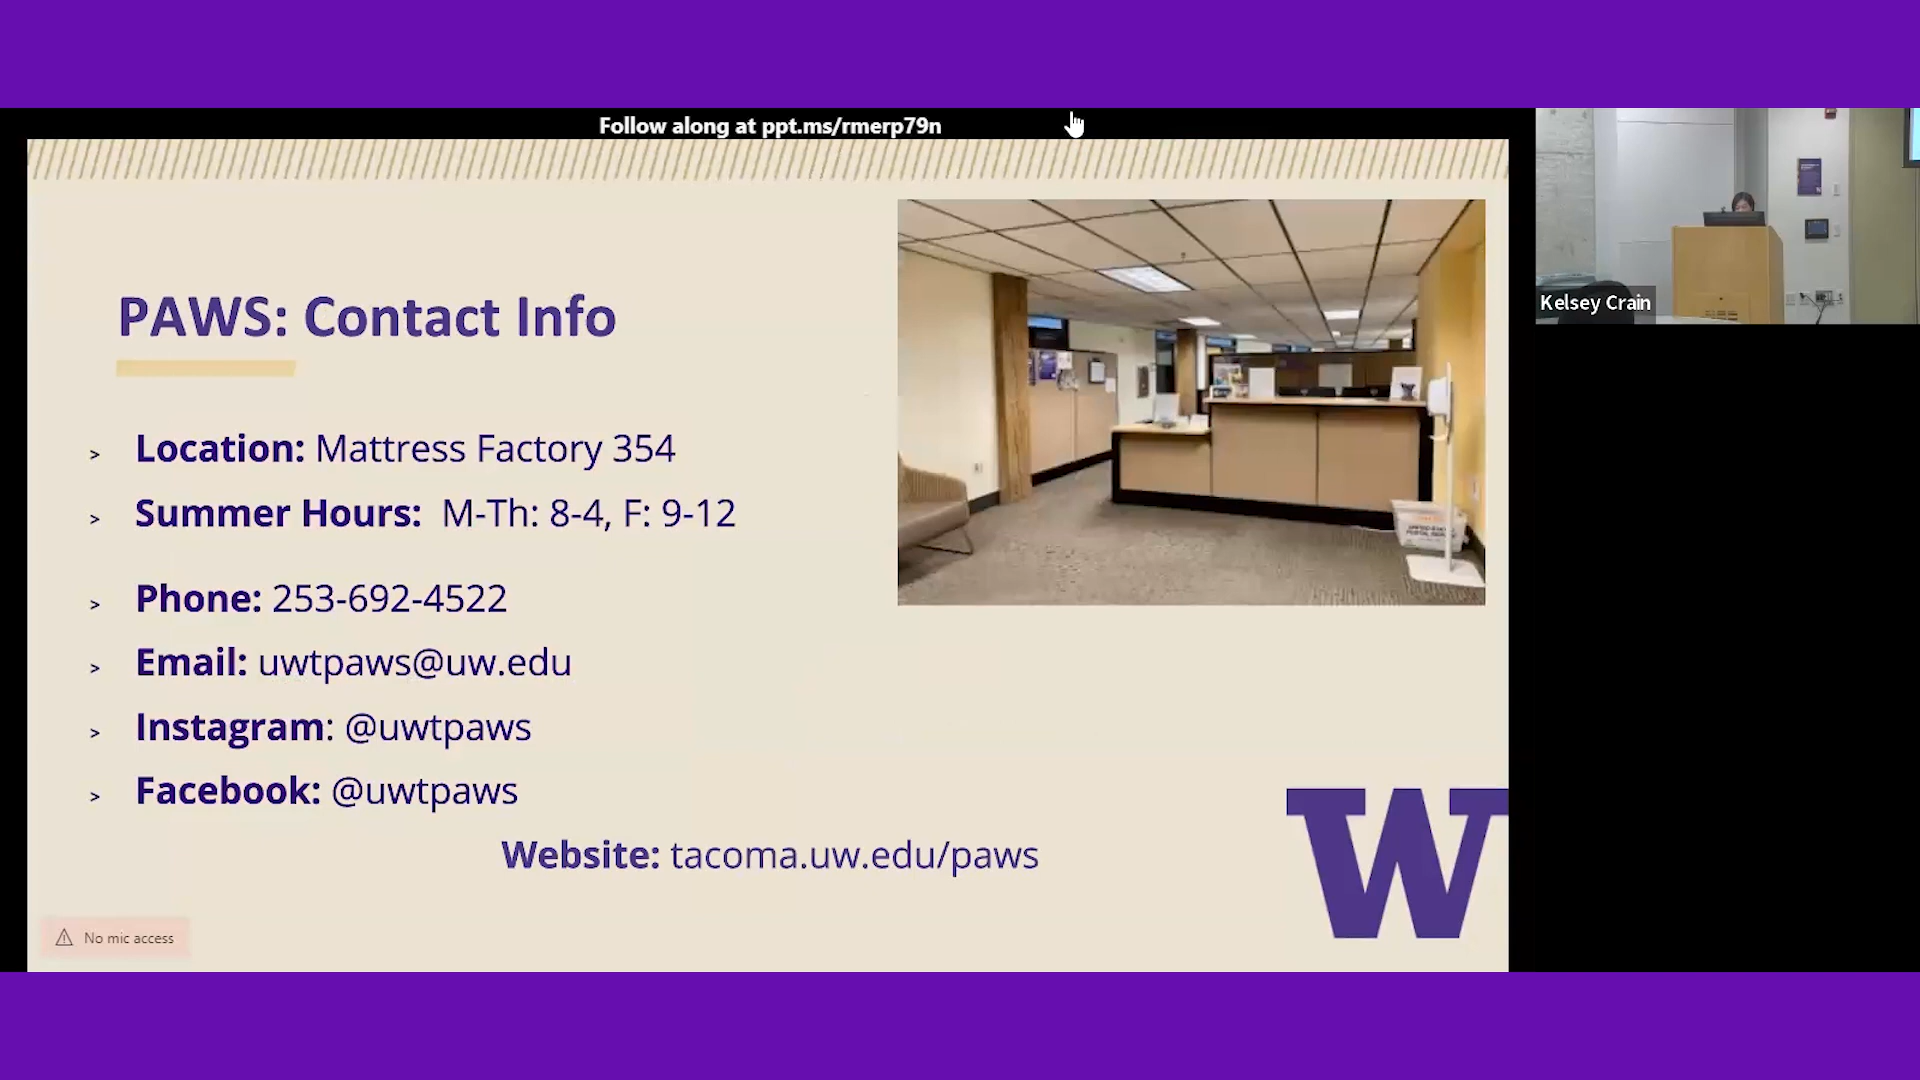 Follow along at ppt.ms/rmerp79n
PAWS: Contact Info
> Location: Mattress Factory 354
> Summer Hours: M-Th: 8-4, F: 9-12
> Phone: 253-692-4522
> Email: uwtpaws@uw.edu
> Instagram: @uwtpaws
> Facebook: @uwtpaws
Website: tacoma.uw.edu/paws
W
No mic access
Kelsey Crain